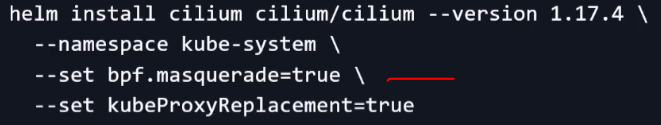 helm install cilium cilium/cilium --version 1.17.4 \
--namespace kube-system \
--set bpf.masquerade=true \
--set kubeProxyReplacement=true